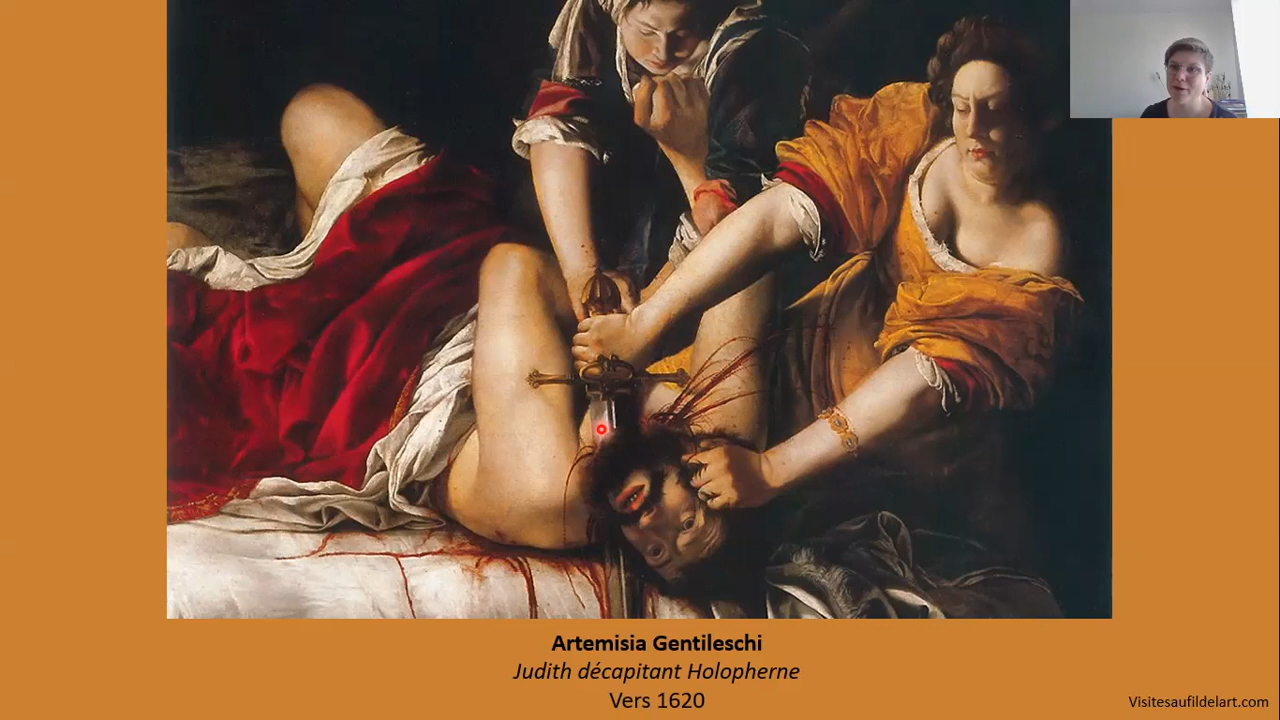 Artemisia Gentileschi
Judith décapitant Holopherne
Vers 1620
Visitesaufildelart.com